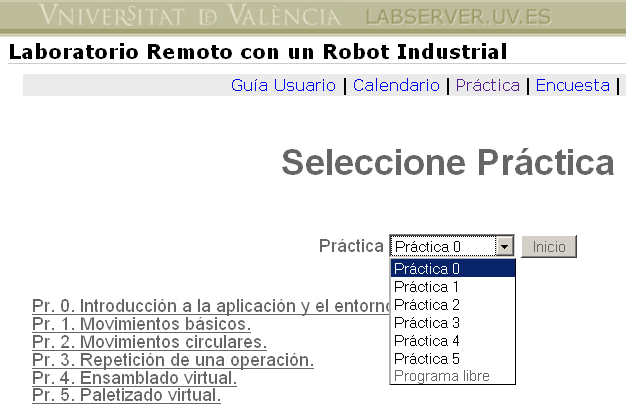 VNIVERSITAT DE VALÈNCIA LABSERVER.UV.ES
Laboratorio Remoto con un Robot Industrial
Guía Usuario | Calendario | Práctica | Encuesta |
Seleccione Práctica
Práctica Práctica 0 Inicio
Práctica 0
Práctica 1
Práctica 2
Práctica 3
Práctica 4
Práctica 5
Programa libre
Pr. 0. Introducción a la aplicación y el entorno
Pr. 1. Movimientos básicos.
Pr. 2. Movimientos circulares.
Pr. 3. Repetición de una operación.
Pr. 4. Ensamblado virtual.
Pr. 5. Paletizado virtual.